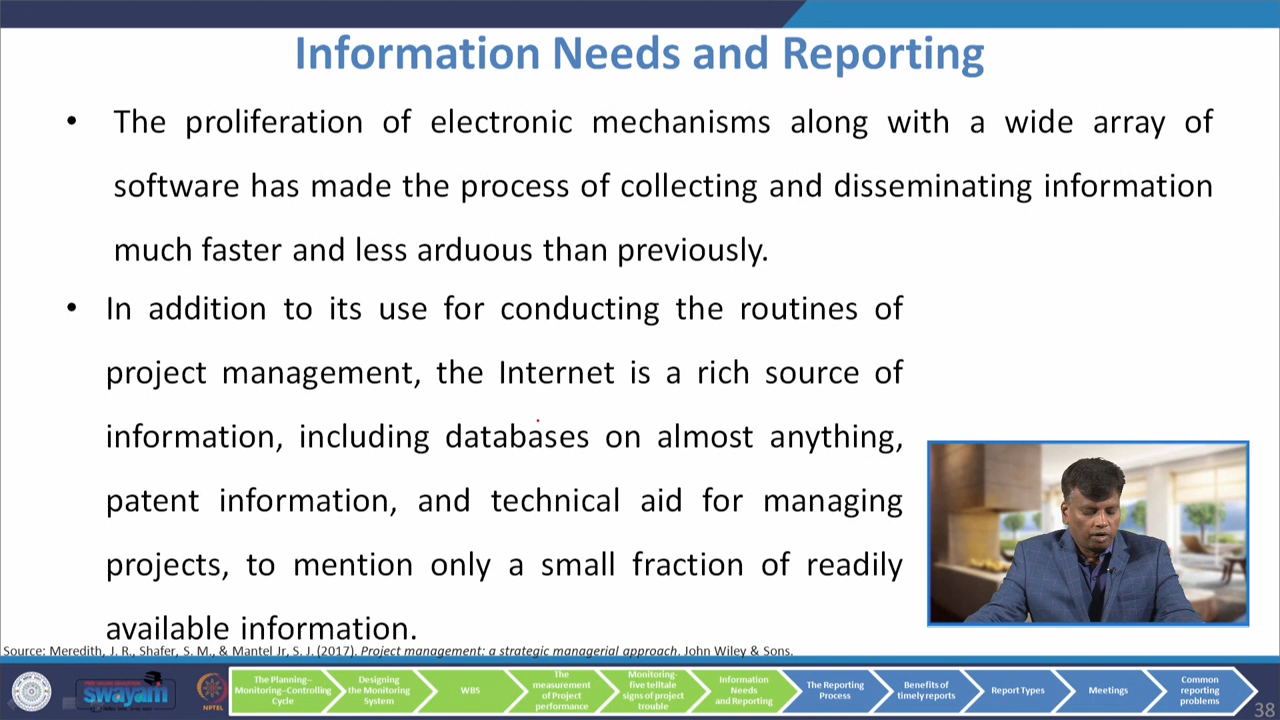 Information Needs and Reporting
• The proliferation of electronic mechanisms along with a wide array of
software has made the process of collecting and disseminating information
much faster and less arduous than previously.
• In addition to its use for conducting the routines of
project management, the Internet is a rich source of
information, including databases on almost anything,
patent information, and technical aid for managing
projects, to mention only a small fraction of readily
available information.
Source: Meredith, J. R., Shafer, S. M., & Mantel Jr, S. J. (2017). Project management: a strategic managerial approach. John Wiley & Sons.
swayam
NPTEL
The Planning–
Monitoring–Controlling
Cycle
Designing
the Monitoring
System
WBS
The
measurement
of Project
performance
Monitoring-
five telltale
signs of project
trouble
Information
Needs
and Reporting
The Reporting
Process
Benefits of
timely reports
Report Types
Meetings
Common
reporting
problems
38